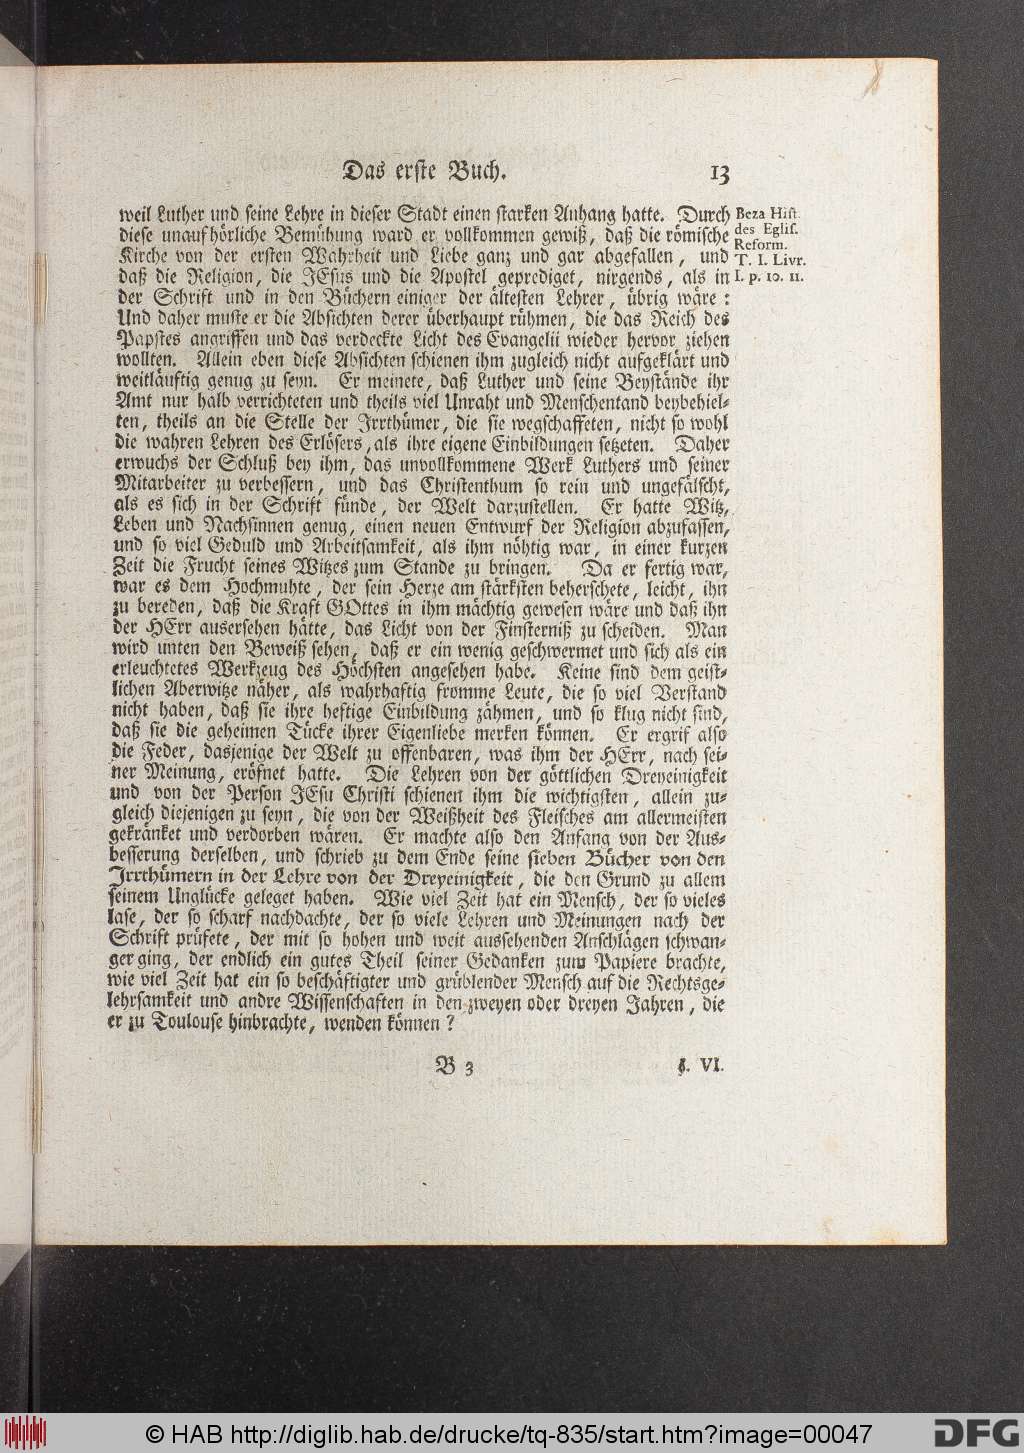 Das erste Buch. 13
weil Luther und seine Lehre in dieser Stadt einen starken Anhang hatte. Durch
diese unaufhörliche Bemühung ward er vollkommen gewiß, daß die römische
Kirche von der ersten Wahrheit und Liebe ganz und gar abgefallen, und
daß die Religion, die JEsus und die Apostel geprediget, nirgends, als in
der Schrift und in den Büchern einiger der ältesten Lehrer, übrig wäre:
Und daher muste er die Absichten derer überhaupt rühmen, die das Reich des
Papstes angriffen und das verdeckte Licht des Evangelii wieder hervor ziehen
wollten. Allein eben diese Absichten schienen ihm zugleich nicht aufgeklärt und
weitläuftig genug zu seyn. Er meinete, daß Luther und seine Beystände ihr
Amt nur halb verrichteten und theils viel Unraht und Menschentand beybehiel-
ten, theils an die Stelle der Irrthümer, die sie wegschaffeten, nicht so wohl
die wahren Lehren des Erlösers, als ihre eigene Einbildungen setzeten. Daher
erwuchs der Schluß bey ihm, das unvollkommene Werk Luthers und seiner
Mitarbeiter zu verbessern, und das Christenthum so rein und ungefälscht,
als es sich in der Schrift fünde, der Welt darzustellen. Er hatte Witz,
Leben und Nachsinnen genug, einen neuen Entwurf der Religion abzufassen,
und so viel Geduld und Arbeitsamkeit, als ihm nöhtig war, in einer kurzen
Zeit die Frucht seines Witzes zum Stande zu bringen. Da er fertig war,
war es dem Hochmuhte, der sein Herze am stärksten beherschete, leicht, ihn
zu bereden, daß die Kraft GOttes in ihm mächtig gewesen wäre und daß ihn
der HErr ausersehen hätte, das Licht von der Finsterniß zu scheiden. Man
wird unten den Beweiß sehen, daß er ein wenig geschwermet und sich als ein
erleuchtetes Werkzeug des Höchsten angesehen habe. Keine sind dem geist-
lichen Aberwitze näher, als wahrhaftig fromme Leute, die so viel Verstand
nicht haben, daß sie ihre heftige Einbildung zähmen, und so klug nicht sind,
daß sie die geheimen Tücke ihrer Eigenliebe merken können. Er ergrif also
die Feder, dasjenige der Welt zu offenbaren, was ihm der HErr, nach sei-
ner Meinung, eröfnet hatte. Die Lehren von der göttlichen Dreyeinigkeit
und von der Person JEsu Christi schienen ihm die wichtigsten, allein zu-
gleich diejenigen zu seyn, die von der Weißheit des Fleisches am allermeisten
gekränket und verdorben wären. Er machte also den Anfang von der Aus-
besserung derselben, und schrieb zu dem Ende seine sieben Bücher von den
Irrthümern in der Lehre von der Dreyeinigkeit, die den Grund zu allem
seinem Unglücke geleget haben. Wie viel Zeit hat ein Mensch, der so vieles
lase, der so scharf nachdachte, der so viele Lehren und Meinungen nach der
Schrift prüfete, der mit so hohen und weit aussehenden Anschlägen schwan-
ger ging, der endlich ein gutes Theil seiner Gedanken zum Papiere brachte,
wie viel Zeit hat ein so beschäftigter und grüblender Mensch auf die Rechtsge-
lehrsamkeit und andre Wissenschaften in den zweyen oder dreyen Jahren, die
er zu Toulouse hinbrachte, wenden können?
Beza Hist.
des Eglis.
Reform.
T. I. Livr.
I. p. 10. 11.
B 3 §. VI.
© HAB http://diglib.hab.de/drucke/tq-835/start.htm?image=00047
DFG